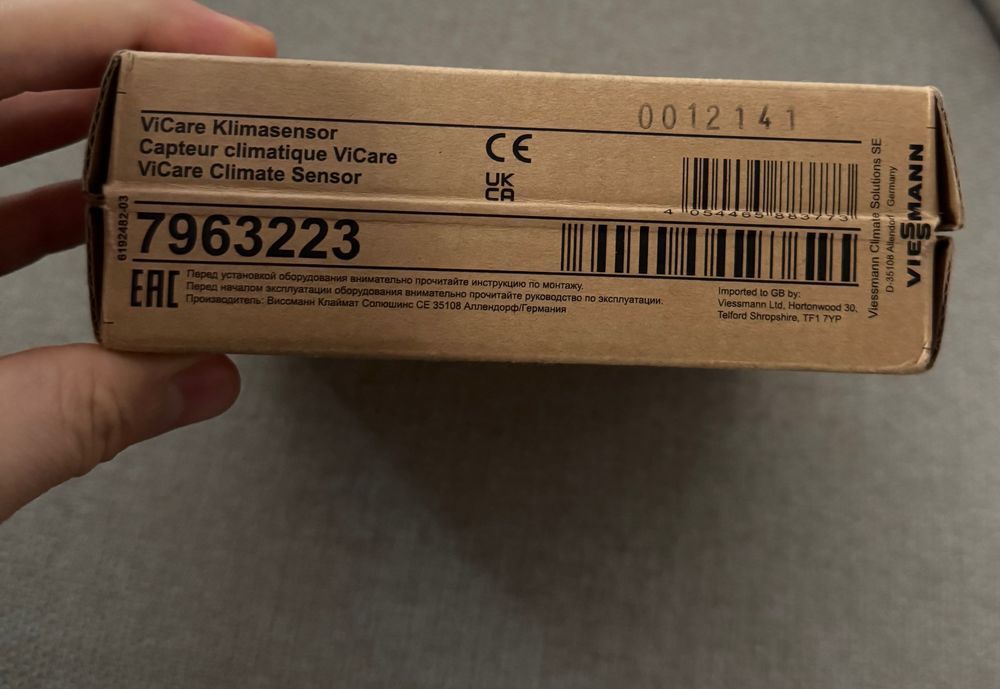 0012141
ViCare Klimasensor
Capteur climatique ViCare
ViCare Climate Sensor
CE
UK
CA
4 054465 883773
6192482-03
7963223
EAC
Перед установкой оборудования внимательно прочитайте инструкцию по монтажу.
Перед началом эксплуатации оборудования внимательно прочитайте руководство по эксплуатации.
Производитель: Виссманн Клаймат Солюшинс СЕ 35108 Аллендорф/Германия
Imported to GB by:
Viessmann Ltd, Hortonwood 30,
Telford Shropshire, TF1 7YP
Viessmann Climate Solutions SE
D-35108 Allendorf / Germany
VIESSMANN